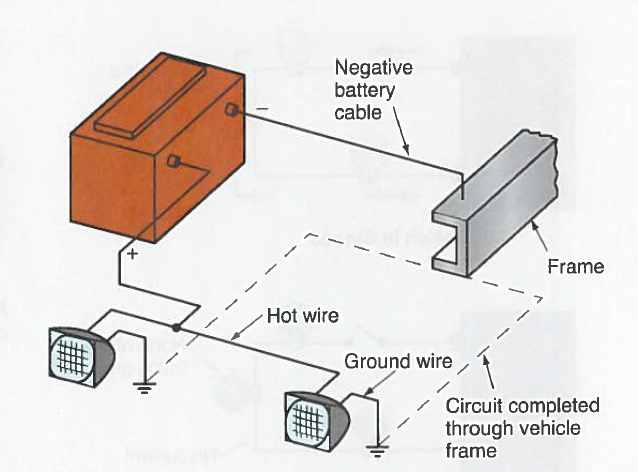 Negative
battery
cable
−
+
Frame
Hot wire
Ground wire
Circuit completed
through vehicle
frame